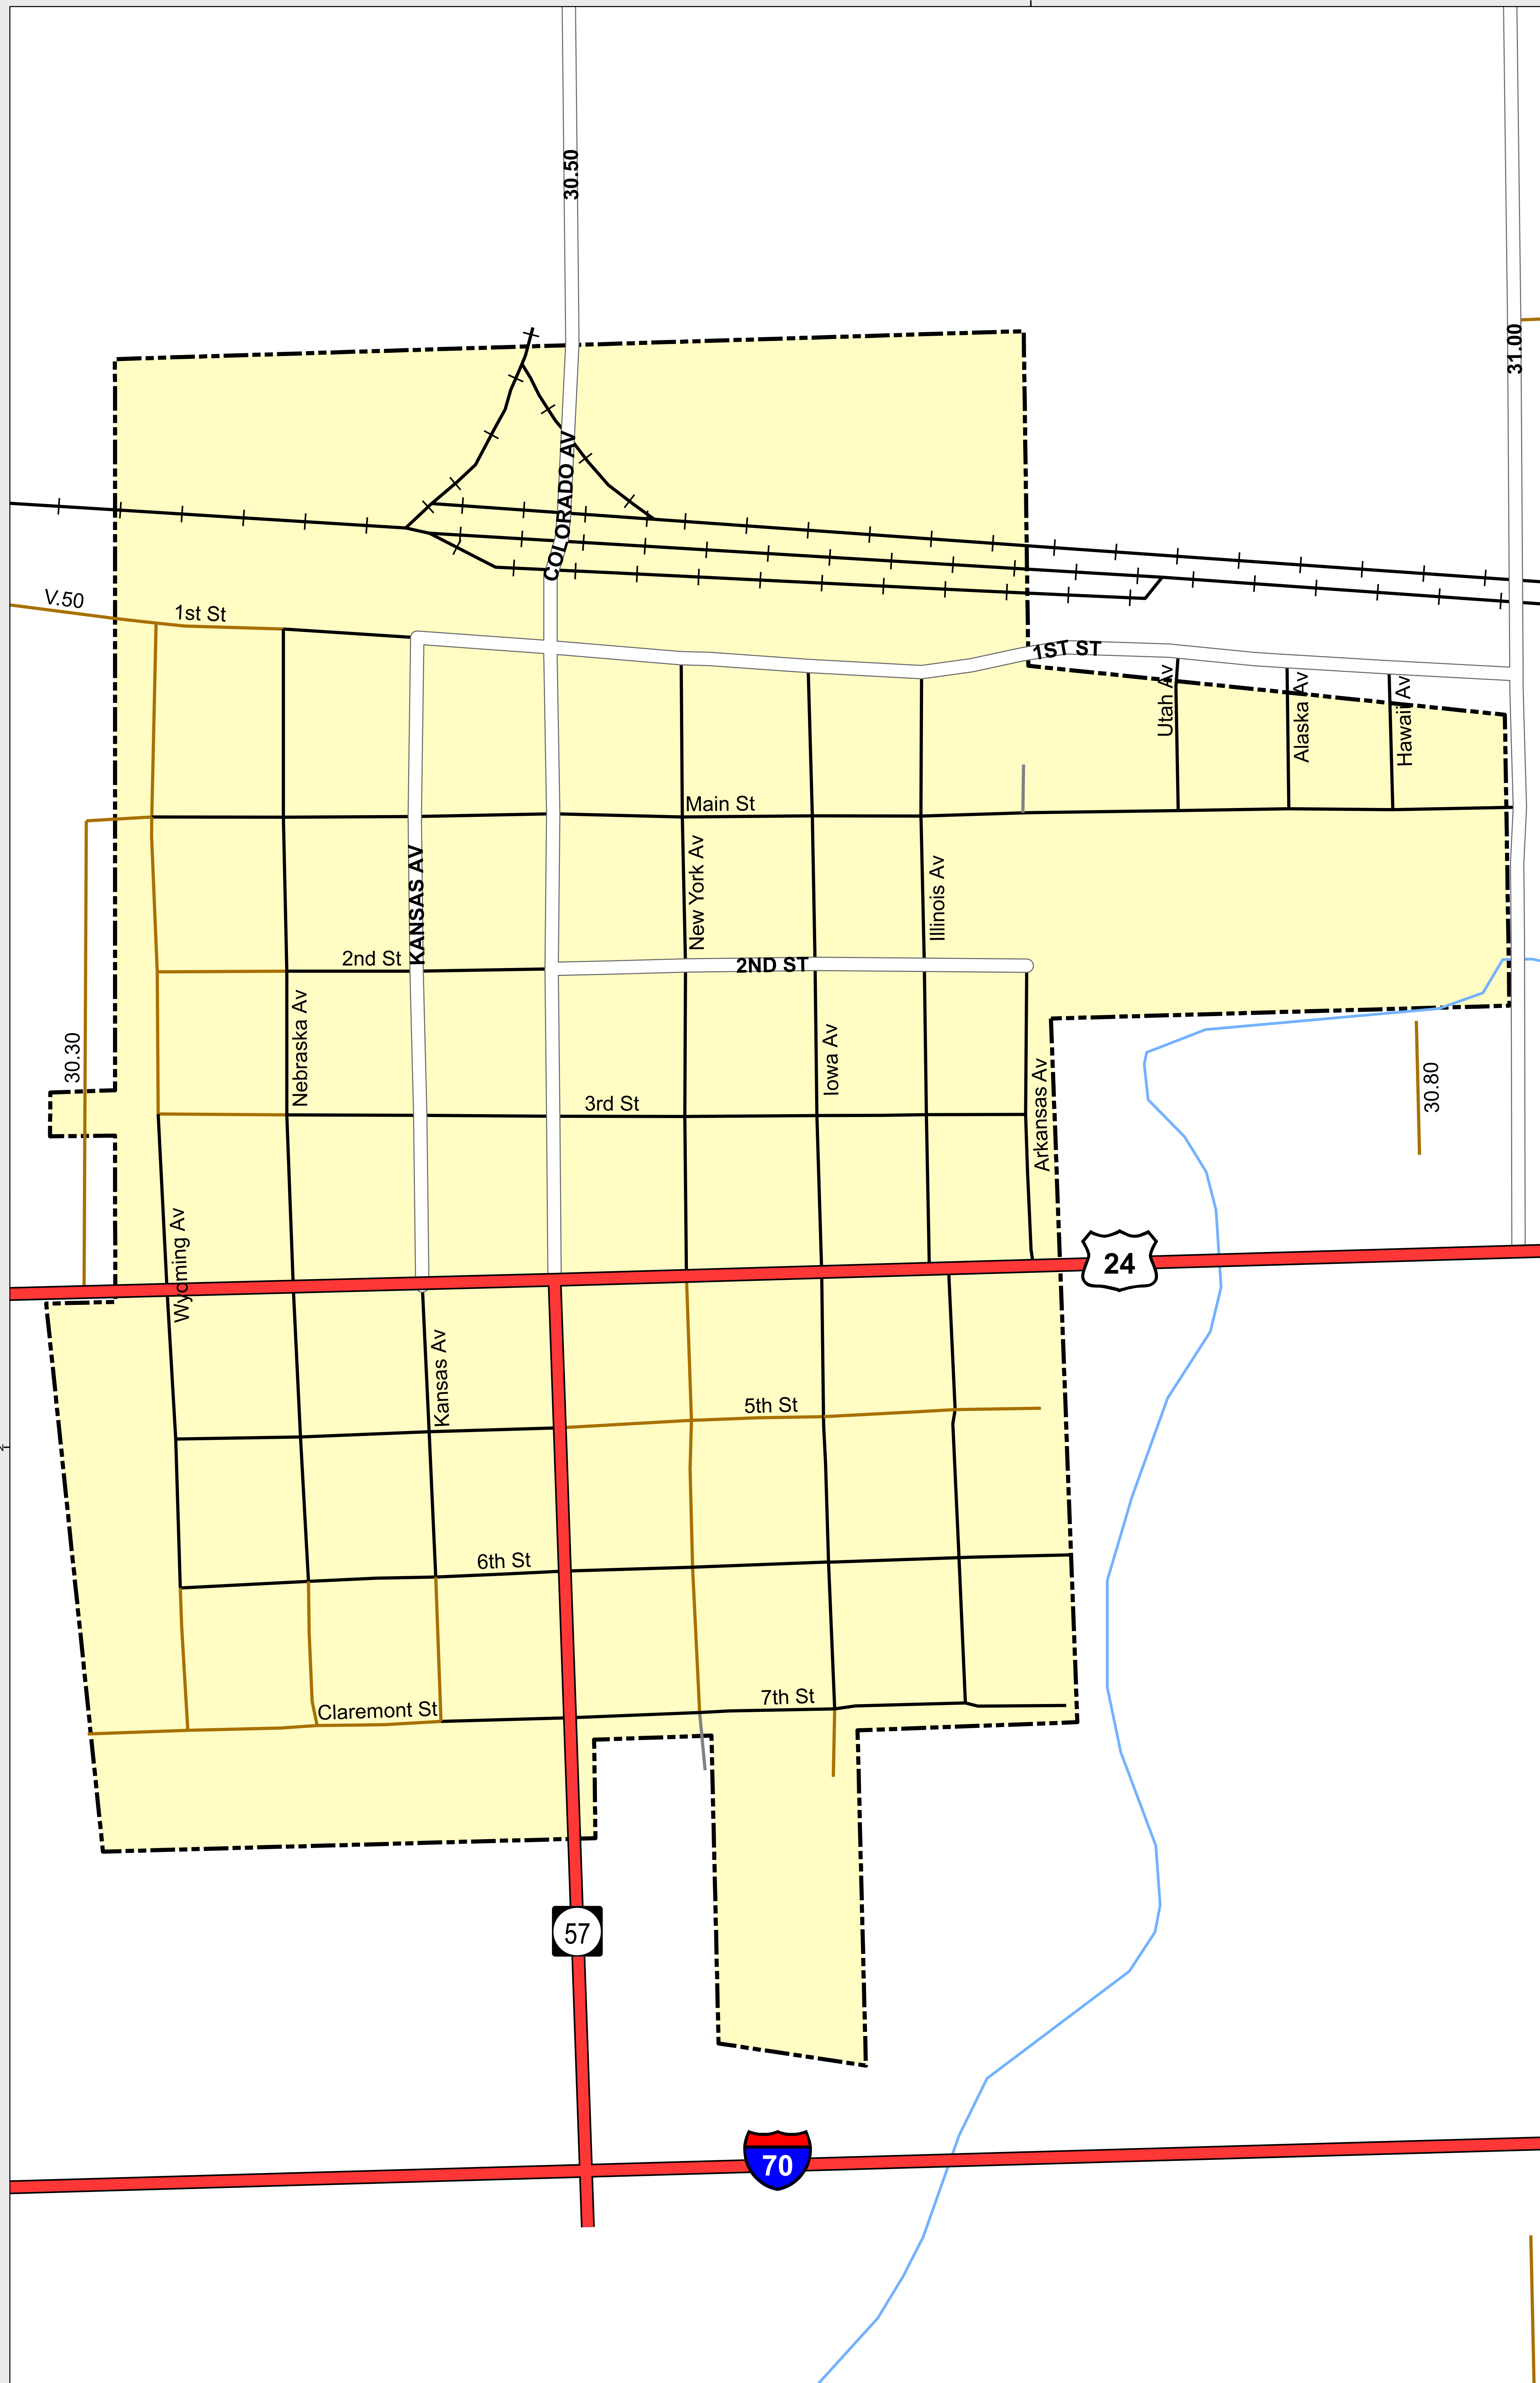 30.50
31.00
COLORADO AV
V.50
1st St
1ST ST
Utah Av
Alaska Av
Hawaii Av
Main St
New York Av
KANSAS AV
Illinois Av
2nd St
2ND ST
Nebraska Av
30.30
Iowa Av
Arkansas Av
30.80
3rd St
Wyoming Av
24
Kansas Av
5th St
6th St
Claremont St
7th St
57
70